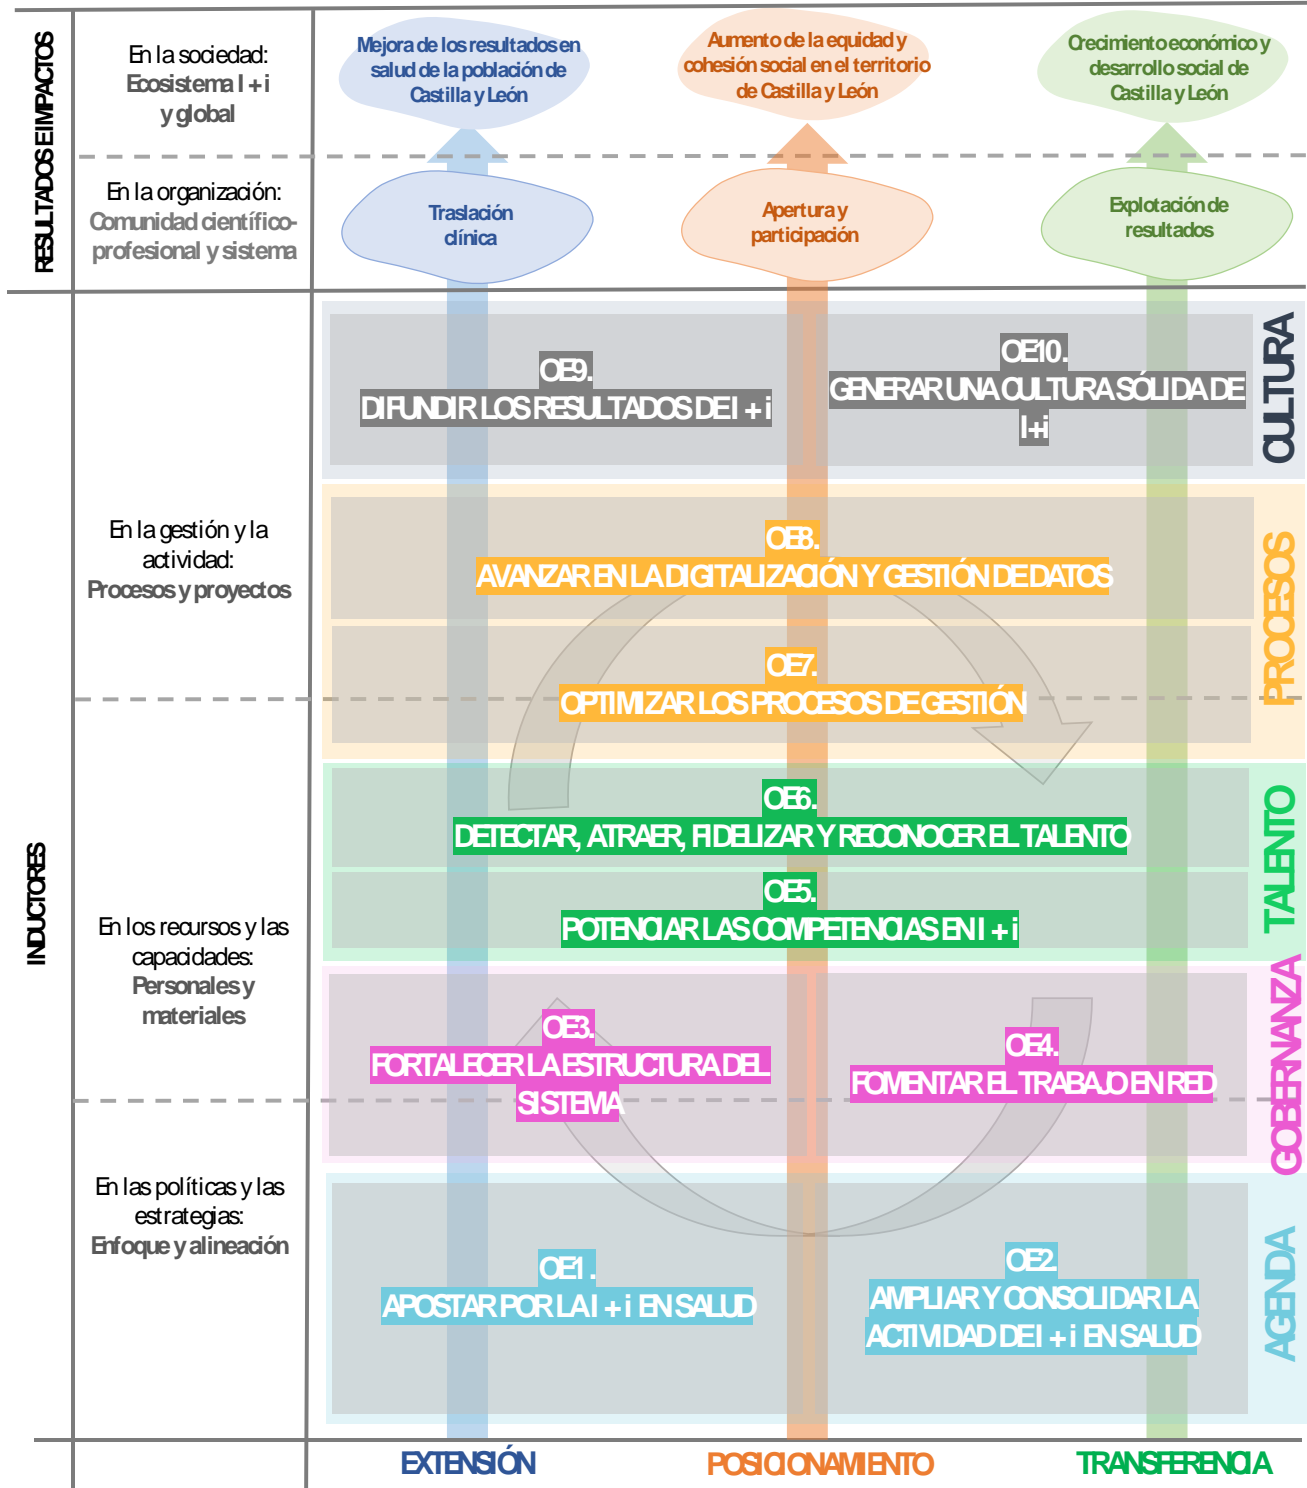 RESULTADOS E IMPACTOS
En la sociedad:
Ecosistema I + i
y global
Mejora de los resultados en
salud de la población de
Castilla y León
Aumento de la equidad y
cohesión social en el territorio
de Castilla y León
Crecimiento económico y
desarrollo social de
Castilla y León
En la organización:
Comunidad científico-
profesional y sistema
Traslación
clínica
Apertura y
participación
Explotación de
resultados
INDUCTORES
En la gestión y la
actividad:
Procesos y proyectos
En los recursos y las
capacidades:
Personales y
materiales
En las políticas y las
estrategias:
Enfoque y alineación
OE9.
DIFUNDIR LOS RESULTADOS DE I + i
OE10.
GENERAR UNA CULTURA SÓLIDA DE
I+i
CULTURA
OE8.
AVANZAR EN LA DIGITALIZACIÓN Y GESTIÓN DE DATOS
OE7.
OPTIMIZAR LOS PROCESOS DE GESTIÓN
PROCESOS
OE6.
DETECTAR, ATRAER, FIDELIZAR Y RECONOCER EL TALENTO
OE5.
POTENCIAR LAS COMPETENCIAS EN I + i
TALENTO
OE3.
FORTALECER LA ESTRUCTURA DEL
SISTEMA
OE4.
FOMENTAR EL TRABAJO EN RED
GOBERNANZA
OE1.
APOSTAR POR LA I + i EN SALUD
OE2.
AMPLIAR Y CONSOLIDAR LA
ACTIVIDAD DE I + i EN SALUD
AGENDA
EXTENSIÓN
POSICIONAMIENTO
TRANSFERENCIA